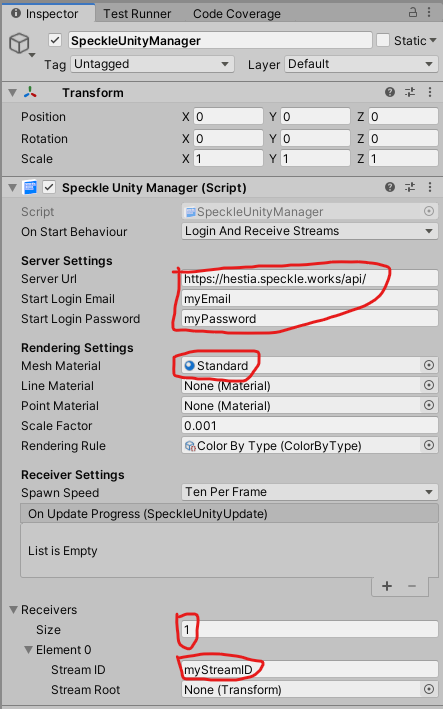 Inspector Test Runner Code Coverage
SpeckleUnityManager Static
Tag Untagged Layer Default
Transform
Position X 0 Y 0 Z 0
Rotation X 0 Y 0 Z 0
Scale X 1 Y 1 Z 1
Speckle Unity Manager (Script)
Script SpeckleUnityManager
On Start Behaviour Login And Receive Streams
Server Settings
Server Url https://hestia.speckle.works/api/
Start Login Email myEmail
Start Login Password myPassword
Rendering Settings
Mesh Material Standard
Line Material None (Material)
Point Material None (Material)
Scale Factor 0.001
Rendering Rule Color By Type (ColorByType)
Receiver Settings
Spawn Speed Ten Per Frame
On Update Progress (SpeckleUnityUpdate)
List is Empty
+ −
Receivers
Size 1
Element 0
Stream ID myStreamID
Stream Root None (Transform)